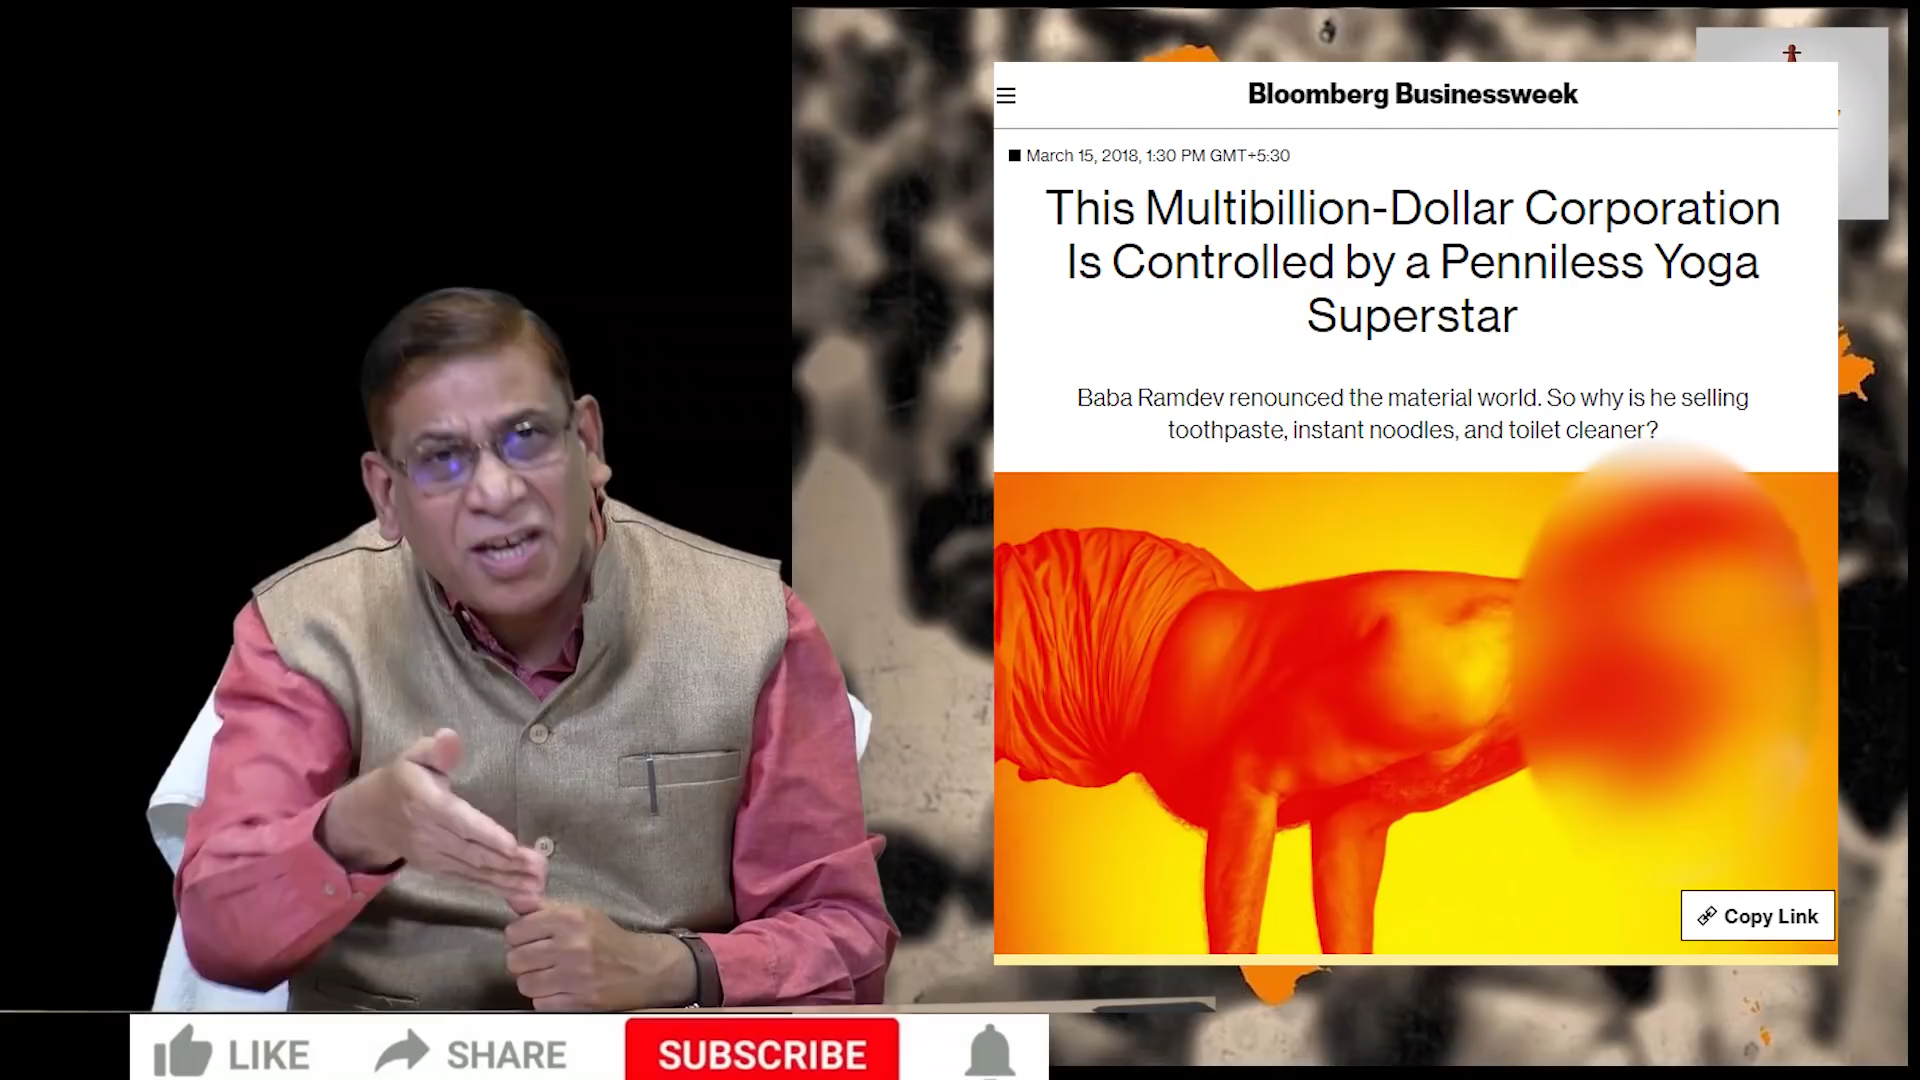 Bloomberg Businessweek
March 15, 2018, 1:30 PM GMT+5:30
This Multibillion-Dollar Corporation
Is Controlled by a Penniless Yoga
Superstar
Baba Ramdev renounced the material world. So why is he selling
toothpaste, instant noodles, and toilet cleaner?
Copy Link
LIKE
SHARE
SUBSCRIBE